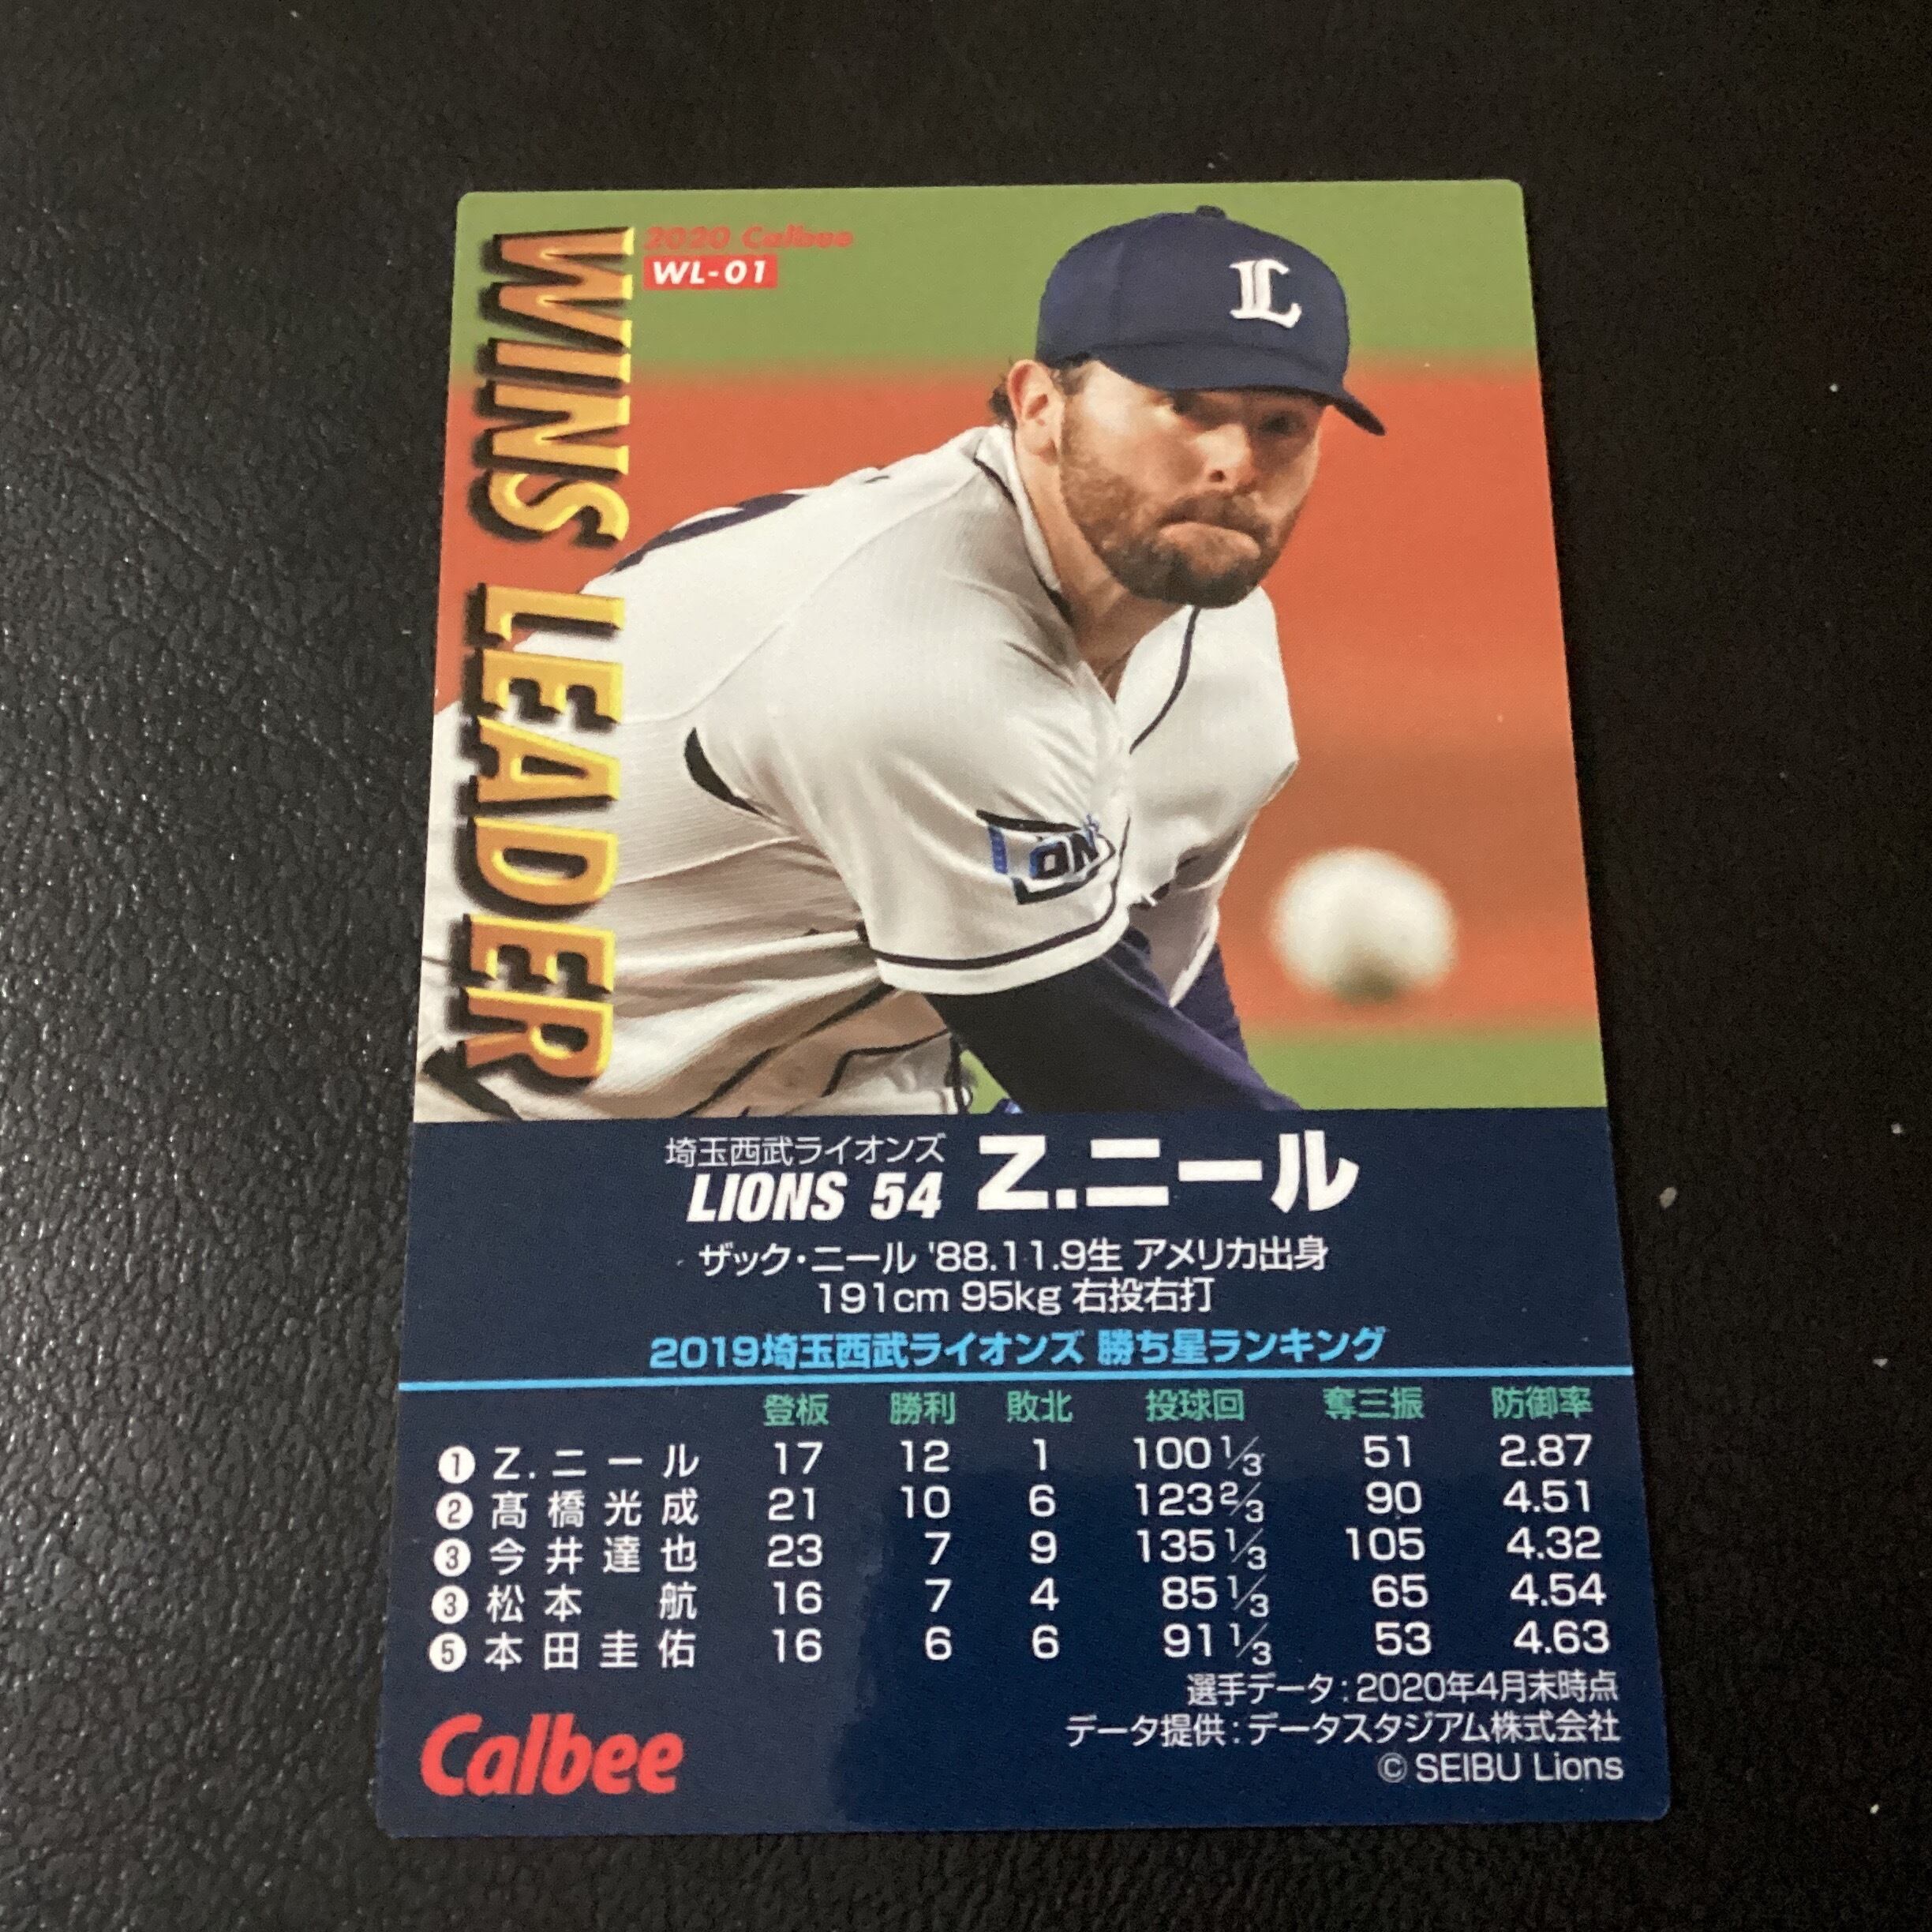 WINS LEADER
2020 Calbee
WL-01
L
埼玉西武ライオンズ
LIONS 54 Z.ニール
ザック・ニール '88.11.9生 アメリカ出身
191cm 95kg 右投右打
2019埼玉西武ライオンズ 勝ち星ランキング
登板 勝利 敗北 投球回 奪三振 防御率
❶ Z.ニール 17 12 1 100 1/3 51 2.87
❷ 髙橋光成 21 10 6 123 2/3 90 4.51
❸ 今井達也 23 7 9 135 1/3 105 4.32
❸ 松本 航 16 7 4 85 1/3 65 4.54
❺ 本田圭佑 16 6 6 91 1/3 53 4.63
選手データ:2020年4月末時点
データ提供:データスタジアム株式会社
© SEIBU Lions
Calbee